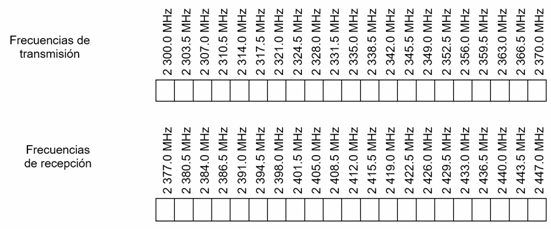 Frecuencias de
transmisión
2 300.0 MHz
2 303.5 MHz
2 307.0 MHz
2 310.5 MHz
2 314.0 MHz
2 317.5 MHz
2 321.0 MHz
2 324.5 MHz
2 328.0 MHz
2 331.5 MHz
2 335.0 MHz
2 338.5 MHz
2 342.0 MHz
2 345.5 MHz
2 349.0 MHz
2 352.5 MHz
2 356.0 MHz
2 359.5 MHz
2 363.0 MHz
2 366.5 MHz
2 370.0 MHz
Frecuencias
de recepción
2 377.0 MHz
2 380.5 MHz
2 384.0 MHz
2 386.5 MHz
2 391.0 MHz
2 394.5 MHz
2 398.0 MHz
2 401.5 MHz
2 405.0 MHz
2 408.5 MHz
2 412.0 MHz
2 415.5 MHz
2 419.0 MHz
2 422.5 MHz
2 426.0 MHz
2 429.5 MHz
2 433.0 MHz
2 436.5 MHz
2 440.0 MHz
2 443.5 MHz
2 447.0 MHz